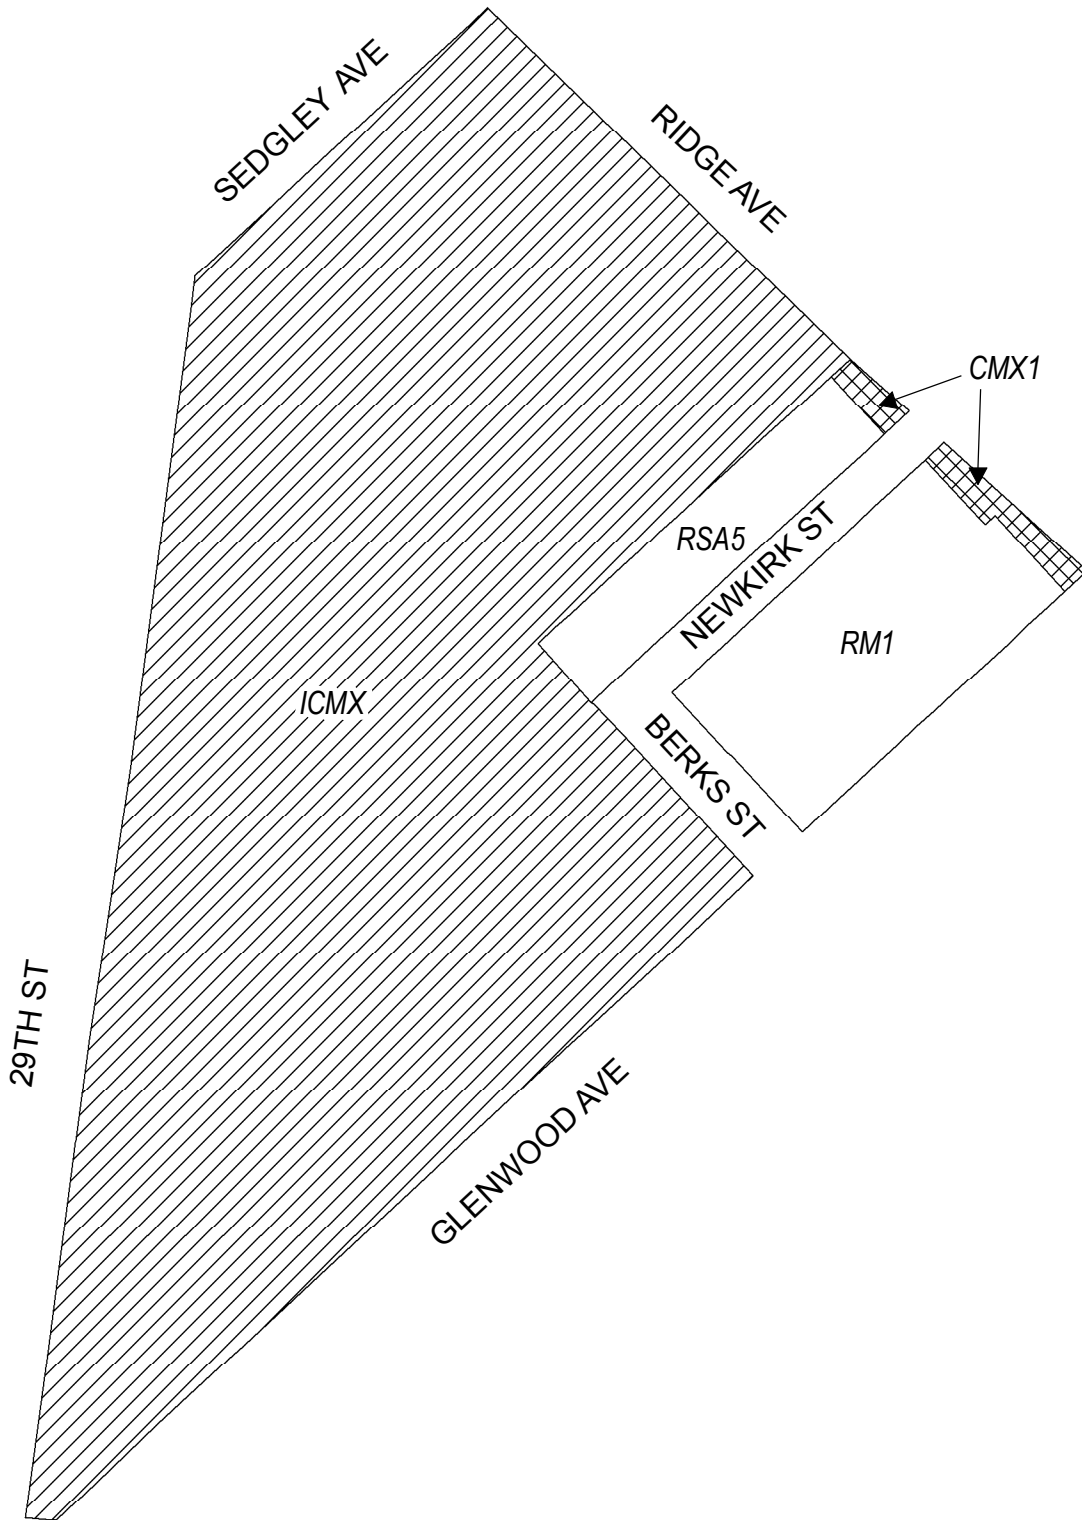 SEDGLEY AVE
RIDGE AVE
CMX1
RSA5
NEWKIRK ST
RM1
ICMX
BERKS ST
29TH ST
GLENWOOD AVE